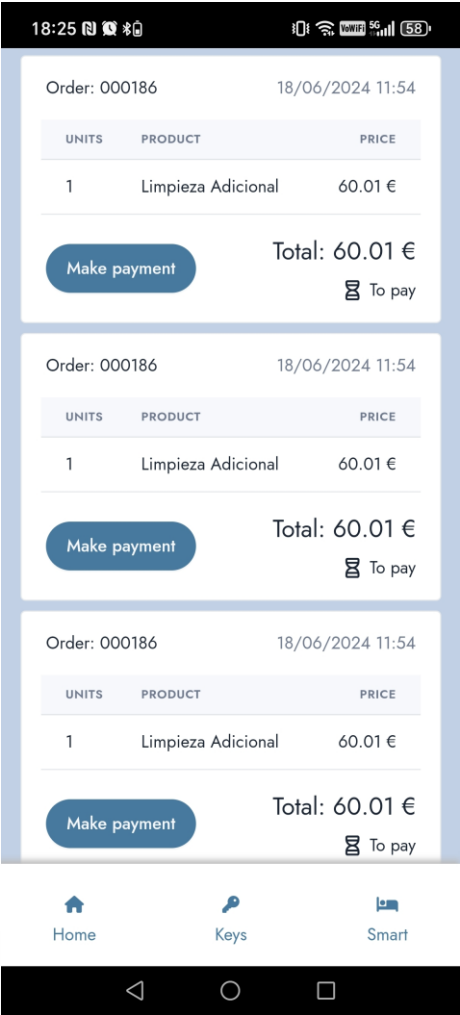 18:25 VoWiFi 5G 58
Order: 000186 18/06/2024 11:54
UNITS PRODUCT PRICE
1 Limpieza Adicional 60.01 €
Total: 60.01 €
Make payment
To pay
Order: 000186 18/06/2024 11:54
UNITS PRODUCT PRICE
1 Limpieza Adicional 60.01 €
Total: 60.01 €
Make payment
To pay
Order: 000186 18/06/2024 11:54
UNITS PRODUCT PRICE
1 Limpieza Adicional 60.01 €
Total: 60.01 €
Make payment
To pay
Home Keys Smart